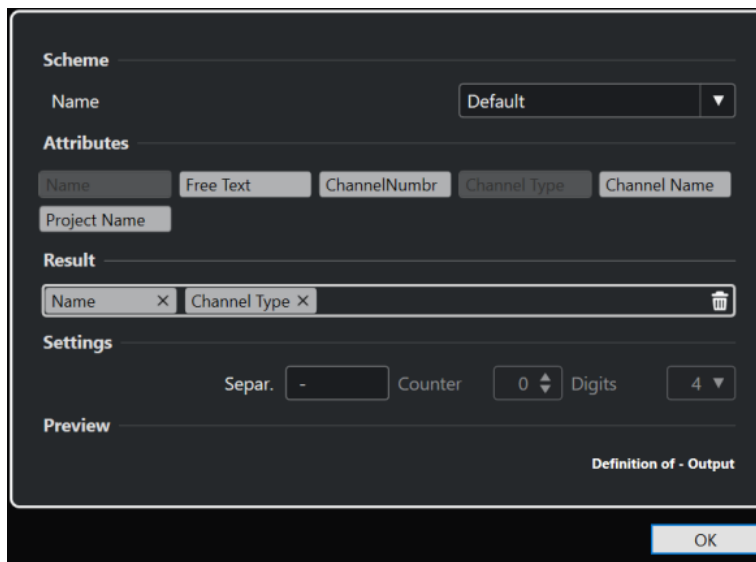 Scheme
Name Default
Attributes
Name Free Text ChannelNumbr Channel Type Channel Name
Project Name
Result
Name × Channel Type ×
Settings
Separ. - Counter 0 Digits 4
Preview
Definition of - Output
OK